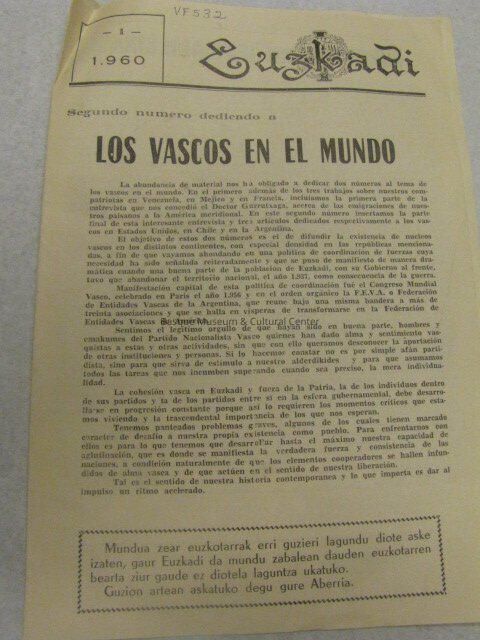 VF532
- 1 -
1.960
Euzkadi
Segundo numero dedicado a
LOS VASCOS EN EL MUNDO
La abundancia de material nos ha obligado a dedicar dos números al tema de
los vascos en el mundo. En el primero además de los tres trabajos sobre nuestros com-
patriotas en Venezuela, en Mejico y en Francia, incluimos la primera parte de la
entrevista que nos concedió el Doctor Garrutxaga, acerca de las emigraciones de nues-
tros paisanos a la América meridional. En este segundo número insertamos la parte
final de esta interesante entrevista y tres artículos dedicados respectivamente a los vas-
cos en Estados Unidos, en Chile y en la Argentina.
El objetivo de estos dos números es el de difundir la existencia de núcleos
vascos en los distintos continentes, con especial densidad en las repúblicas menciona-
das, a fin de que vayamos abondando en una política de coordinación de fuerzas cuya
necesidad ha sido señalada reiteradamente y que se puso de manifiesto de manera dra-
mática cuando una buena parte de la población de Euzkadi, con su Gobierno al frente,
tuvo que abandonar el territorio nacional, el año 1.937, como consecuencia de la guerra.
Manifestación capital de esta política de coordinación fué el Congreso Mundial
Vasco, celebrado en París el año 1.956 y en el orden orgánico la F.E.V.A. o Federación
de Entidades Vascas de la Argentina, que reune bajo una misma bandera a más de
treinta asociaciones y que se halla en vísperas de transformarse en la Federación de
Entidades Vascas de America.
Basque Museum & Cultural Center
Sentimos el legítimo orgullo de que hayan sido en buena parte, hombres y
emakumes del Partido Nacionalista Vasco quienes han dado alma y sentimiento vas-
quistas a estas y otras actividades, sin que con ello queramos desconocer la aportación
de otras instituciones y personas. Si lo hacemos constar no es por simple afán parti-
dista, sino para que sirva de estímulo a nuestro alderdikides y para que asumamos
todos las tareas que nos incumben superando cuando sea preciso, la mera individua-
lidad.
La cohesión vasca en Euzkadi y fuera de la Patria, la de los individuos dentro
de sus partidos y la de los partidos entre si en la esfera gubernamental, debe desarro-
llarse en progresión constante porque así lo requieren los momentos críticos que esta-
mos viviendo y la trascendental importancia de los que nos esperan.
Tenemos panteados problemas graves, algunos de los cuales tienen marcado
carácter de desafío a nuestra propia existencia como pueblo. Para enfrentarnos con
ellos es para lo que tenemos que desarrollar hasta el máximo nuestra capacidad de
aglutinación, que es donde se manifiesta la verdadera fuerza y consistencia de las
naciones, a condición naturalmente de que los elementos cooperadores se hallen infun-
didos de alma vasca y de que actúen en el sentido de nuestra liberación.
Tal es el sentido de nuestra historia contemporanea y lo que importa es dar al
impulso un ritmo acelerado.
Mundua zear euzkotarrak erri guzieri lagundu diote aske
izaten, gaur Euzkadi da mundu zabalean dauden euzkotarren
bearta ziur gaude ez diotela laguntza ukatuko.
Guzion artean askatuko degu gure Aberria.